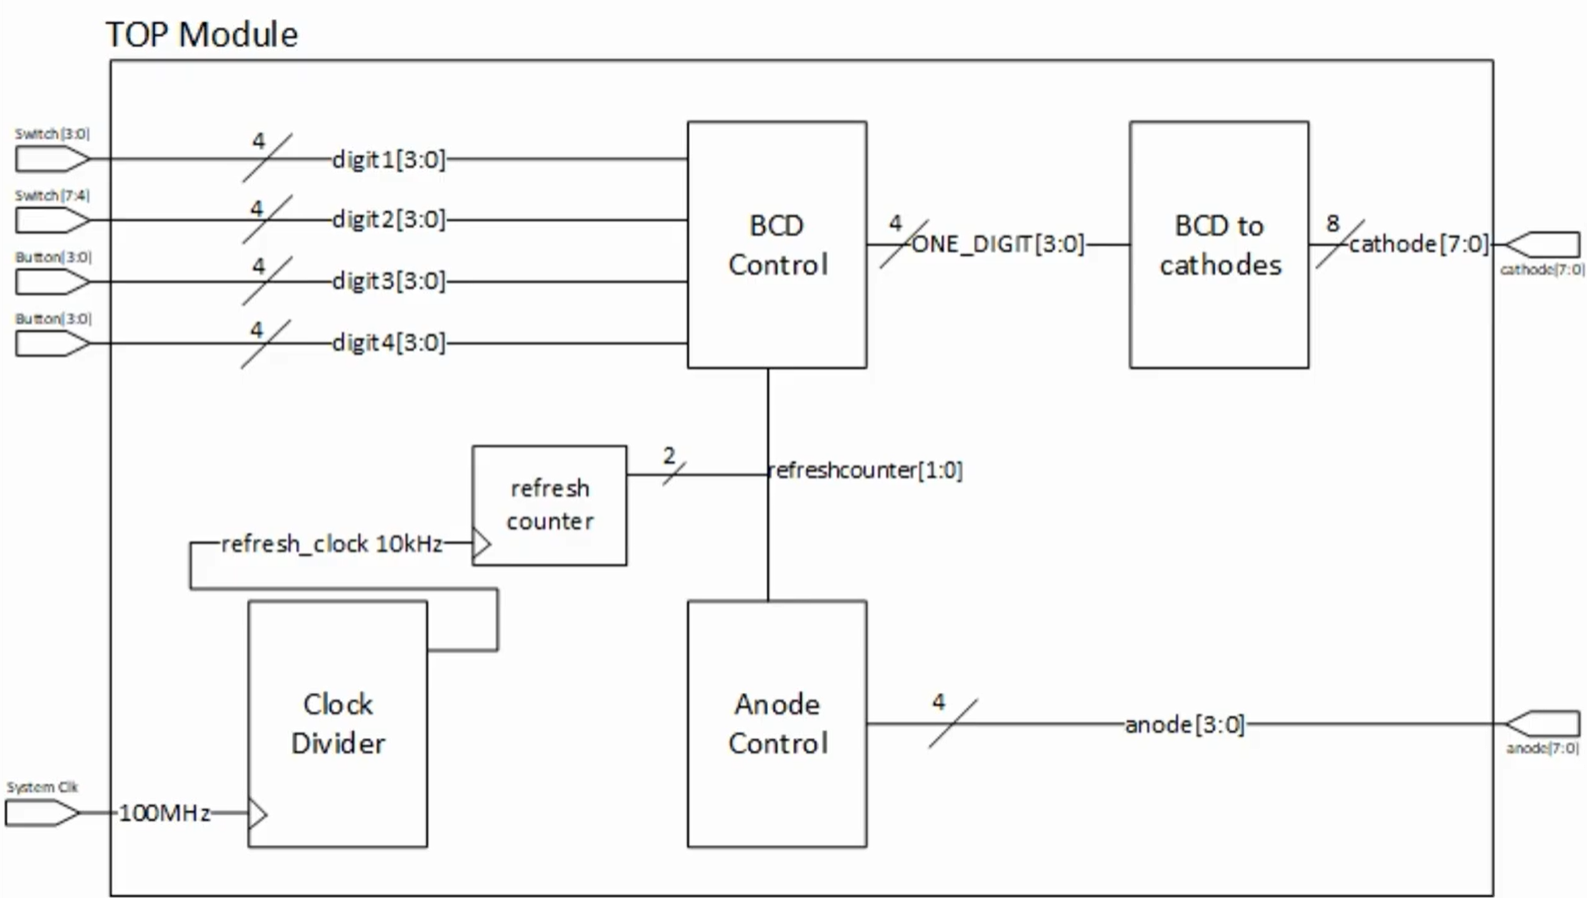 TOP Module
Switch[3:0]
4
digit1[3:0]
Switch[7:4]
4
digit2[3:0]
Button[3:0]
4
digit3[3:0]
Button[3:0]
4
digit4[3:0]
BCD
Control
4
ONE_DIGIT[3:0]
BCD to
cathodes
8
cathode[7:0]
cathode[7:0]
refresh
counter
2
refreshcounter[1:0]
refresh_clock 10kHz
Clock
Divider
System Clk
100MHz
Anode
Control
4
anode[3:0]
anode[7:0]